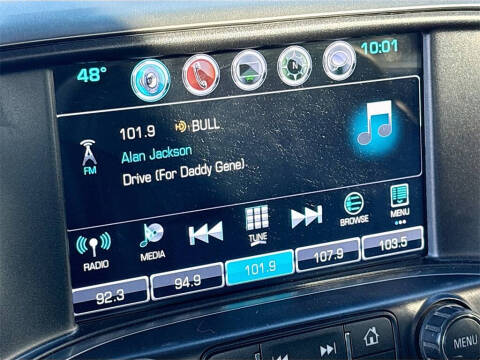 48°
10:01
N
101.9 HD BULL
FM
Alan Jackson
Drive (For Daddy Gene)
RADIO
MEDIA
TUNE
BROWSE
MENU
92.3
94.9
101.9
107.9
103.5
MENU